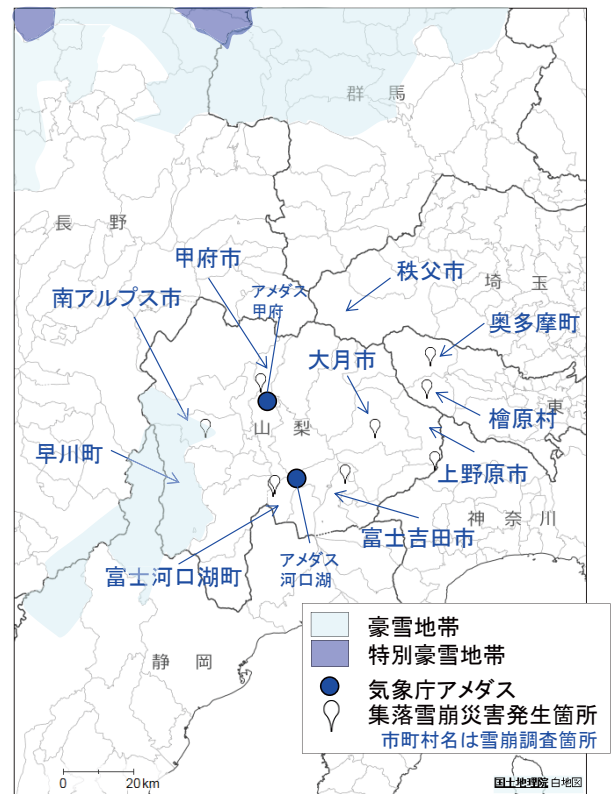 群 馬
長 野
甲府市
秩父市
アメダス
甲府
埼 玉
南アルプス市
奥多摩町
大月市
檜原村
東
山 梨
早川町
上野原市
神奈川
富士吉田市
アメダス
河口湖
富士河口湖町
静 岡
豪雪地帯
特別豪雪地帯
気象庁アメダス
集落雪崩災害発生箇所
市町村名は雪崩調査箇所
0 20km
国土地理院 白地図